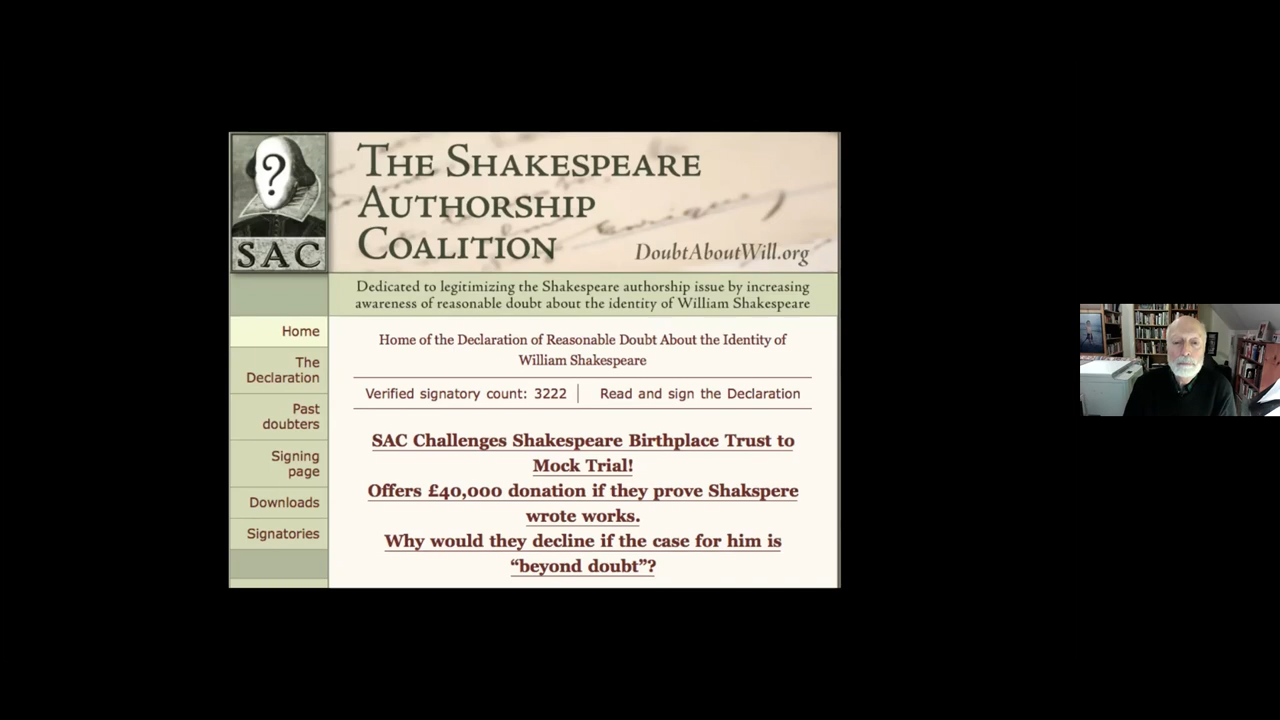 ?
SAC
THE SHAKESPEARE
AUTHORSHIP
COALITION
DoubtAboutWill.org
Dedicated to legitimizing the Shakespeare authorship issue by increasing
awareness of reasonable doubt about the identity of William Shakespeare
Home
The
Declaration
Past
doubters
Signing
page
Downloads
Signatories
Home of the Declaration of Reasonable Doubt About the Identity of
William Shakespeare
Verified signatory count: 3222 | Read and sign the Declaration
SAC Challenges Shakespeare Birthplace Trust to
Mock Trial!
Offers £40,000 donation if they prove Shakspere
wrote works.
Why would they decline if the case for him is
“beyond doubt”?